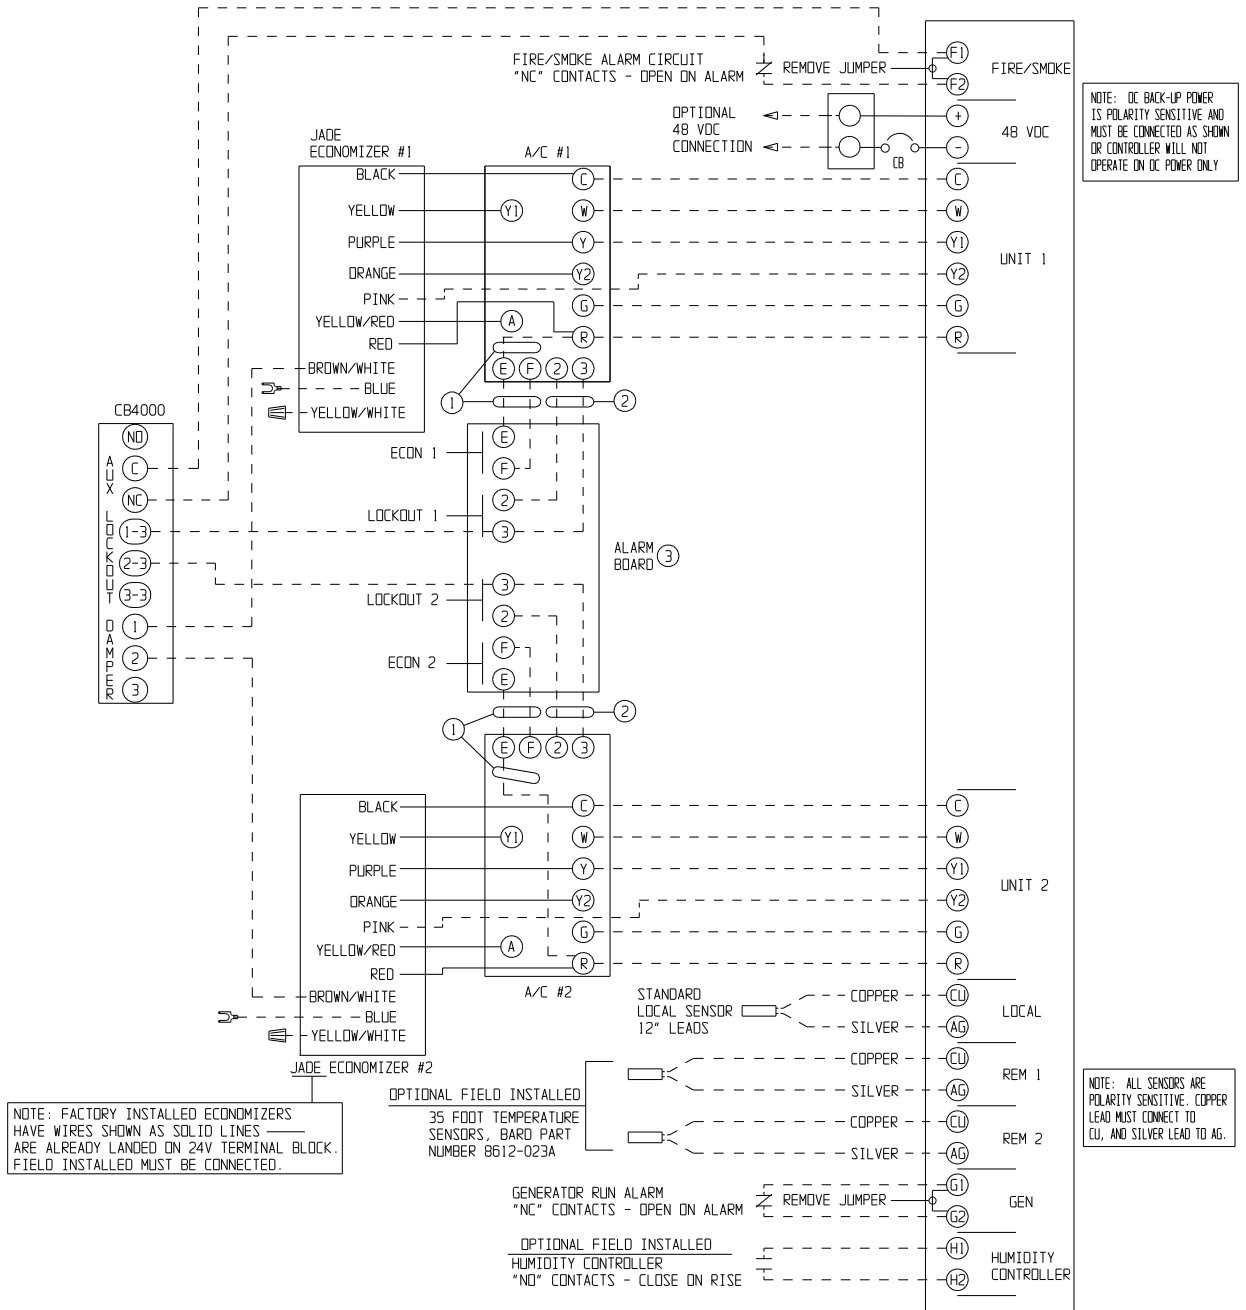 FIRE/SMOKE ALARM CIRCUIT
"NC" CONTACTS - OPEN ON ALARM
REMOVE JUMPER
F1
F2
FIRE/SMOKE
OPTIONAL
48 VDC
CONNECTION
CB
+
-
48 VDC
NOTE: DC BACK-UP POWER
IS POLARITY SENSITIVE AND
MUST BE CONNECTED AS SHOWN
OR CONTROLLER WILL NOT
OPERATE ON DC POWER ONLY
JADE
ECONOMIZER #1
BLACK
YELLOW
PURPLE
ORANGE
PINK
YELLOW/RED
RED
BROWN/WHITE
BLUE
YELLOW/WHITE
A/C #1
C
Y1
W
Y
Y2
G
A
R
E
F
2
3
C
W
Y1
Y2
G
R
UNIT 1
1
2
CB4000
NO
C
NC
1-3
2-3
3-3
1
2
3
AUX
LOCKOUT
DAMPER
ECON 1
E
F
LOCKOUT 1
2
3
LOCKOUT 2
3
2
ECON 2
F
E
ALARM
BOARD
3
1
2
E
F
2
3
C
Y1
W
Y
Y2
G
A
R
A/C #2
BLACK
YELLOW
PURPLE
ORANGE
PINK
YELLOW/RED
RED
BROWN/WHITE
BLUE
YELLOW/WHITE
JADE ECONOMIZER #2
C
W
Y1
Y2
G
R
UNIT 2
NOTE: FACTORY INSTALLED ECONOMIZERS
HAVE WIRES SHOWN AS SOLID LINES
ARE ALREADY LANDED ON 24V TERMINAL BLOCK.
FIELD INSTALLED MUST BE CONNECTED.
STANDARD
LOCAL SENSOR
12" LEADS
COPPER
SILVER
CU
AG
LOCAL
OPTIONAL FIELD INSTALLED
35 FOOT TEMPERATURE
SENSORS, BARD PART
NUMBER 8612-023A
COPPER
SILVER
CU
AG
REM 1
COPPER
SILVER
CU
AG
REM 2
NOTE: ALL SENSORS ARE
POLARITY SENSITIVE. COPPER
LEAD MUST CONNECT TO
CU, AND SILVER LEAD TO AG.
GENERATOR RUN ALARM
"NC" CONTACTS - OPEN ON ALARM
REMOVE JUMPER
G1
G2
GEN
OPTIONAL FIELD INSTALLED
HUMIDITY CONTROLLER
"NO" CONTACTS - CLOSE ON RISE
H1
H2
HUMIDITY
CONTROLLER